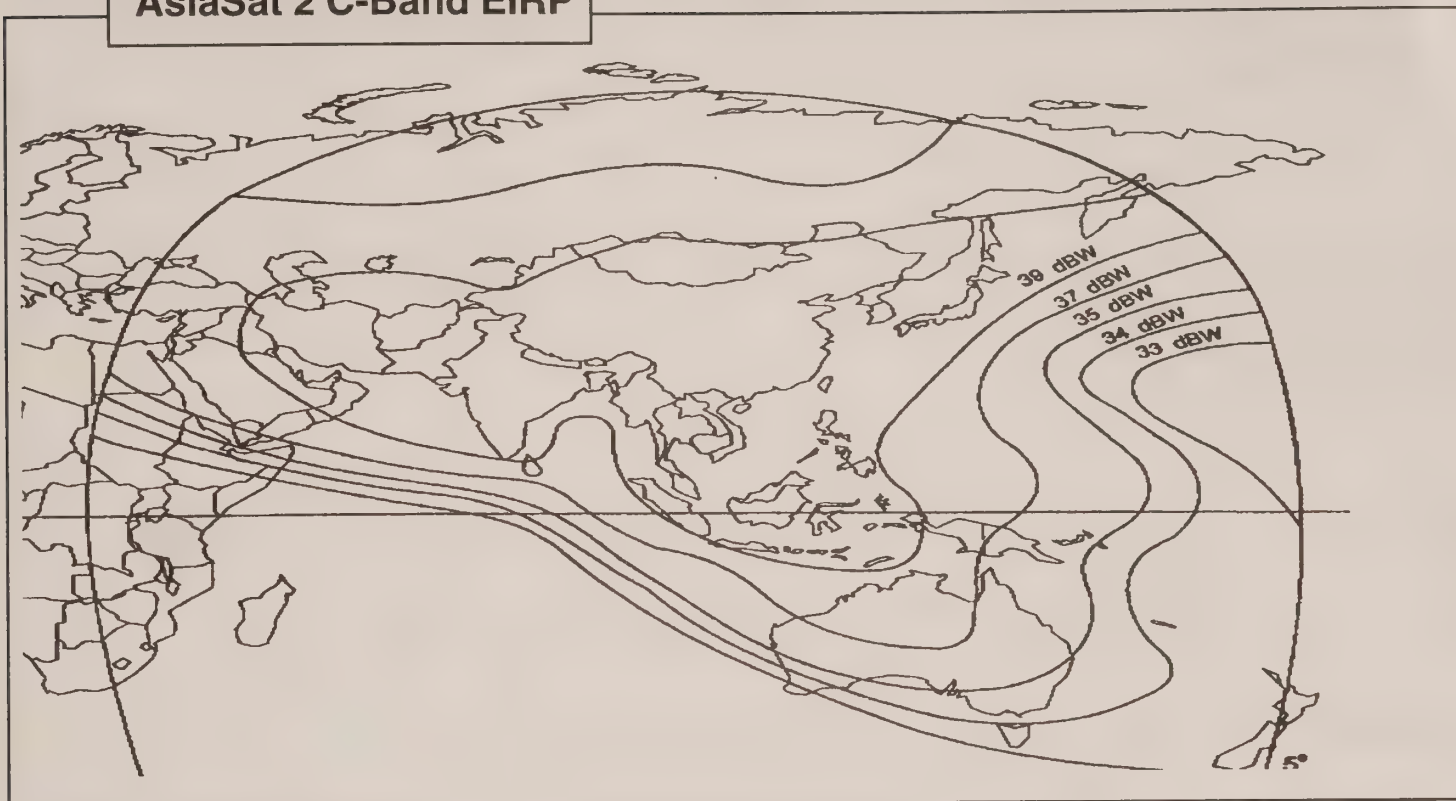 AsiaSat 2 C-Band EIRP
39 dBW
37 dBW
35 dBW
34 dBW
33 dBW
5°